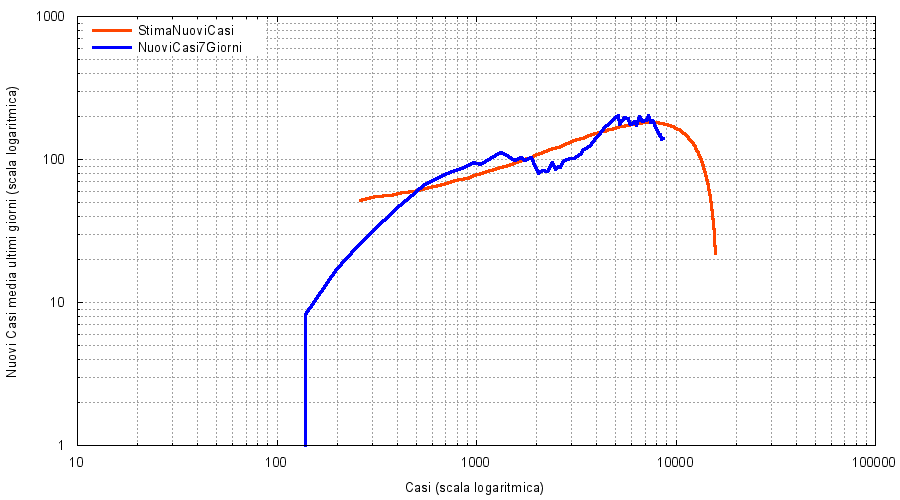 1000
StimaNuoviCasi
NuoviCasi7Giorni
100
10
1
Nuovi Casi media ultimi giorni (scala logaritmica)
10 100 1000 10000 100000
Casi (scala logaritmica)